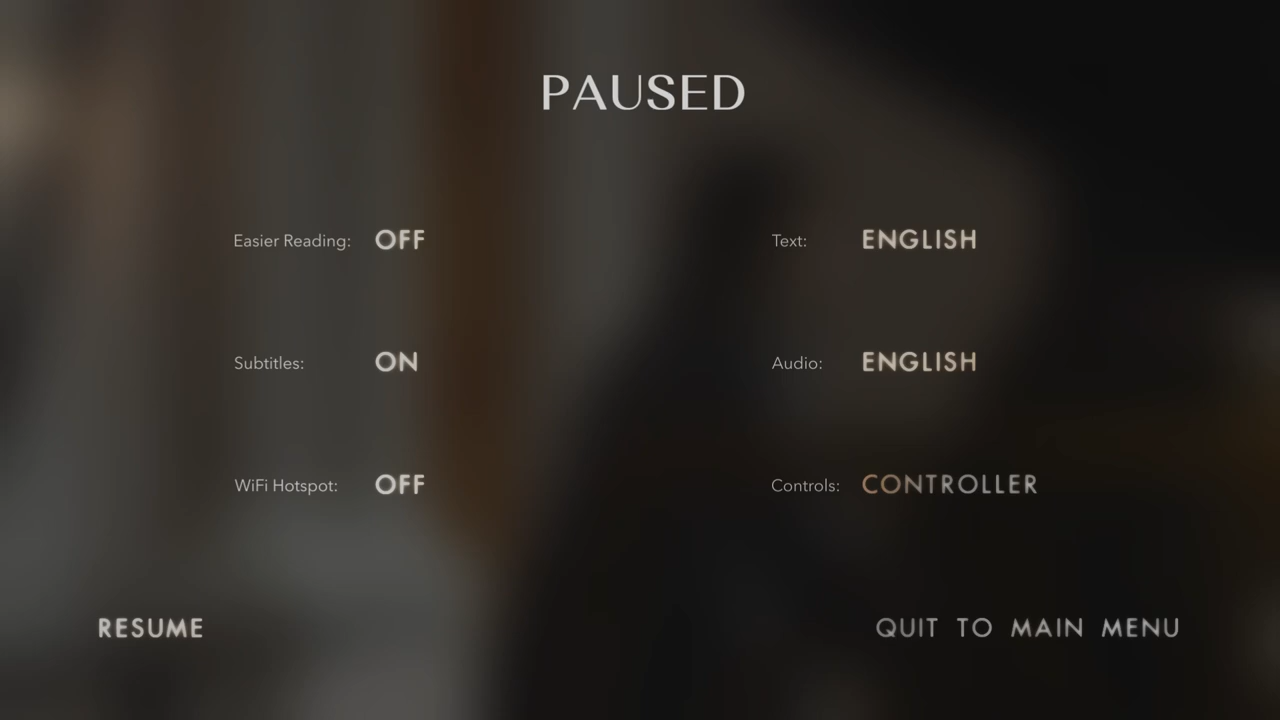 PAUSED
Easier Reading: OFF
Text: ENGLISH
Subtitles: ON
Audio: ENGLISH
WiFi Hotspot: OFF
Controls: CONTROLLER
RESUME
QUIT TO MAIN MENU